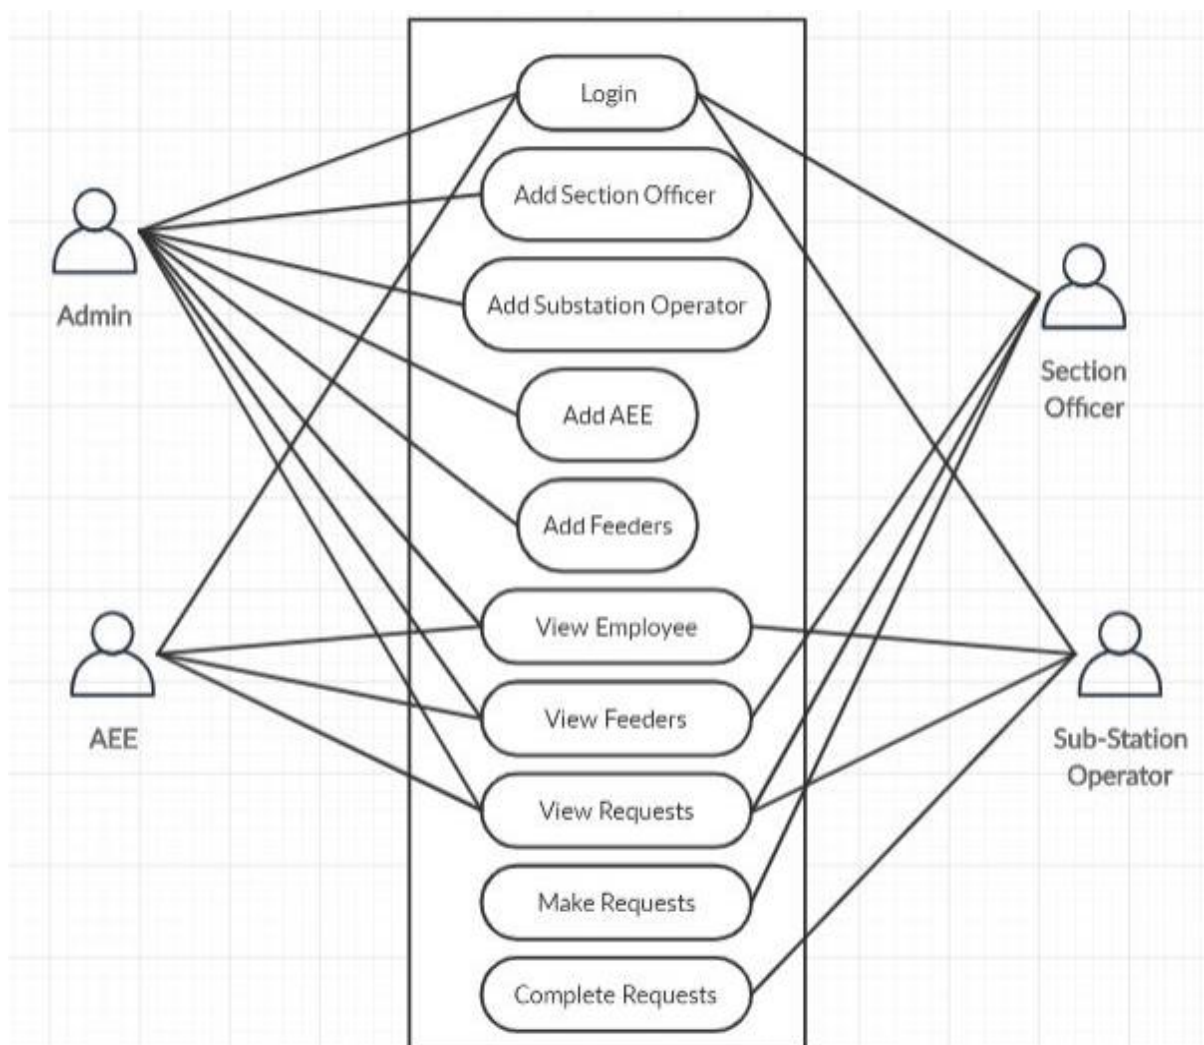 Login
Add Section Officer
Admin
Add Substation Operator
Section
Officer
Add AEE
Add Feeders
View Employee
AEE
View Feeders
Sub-Station
Operator
View Requests
Make Requests
Complete Requests